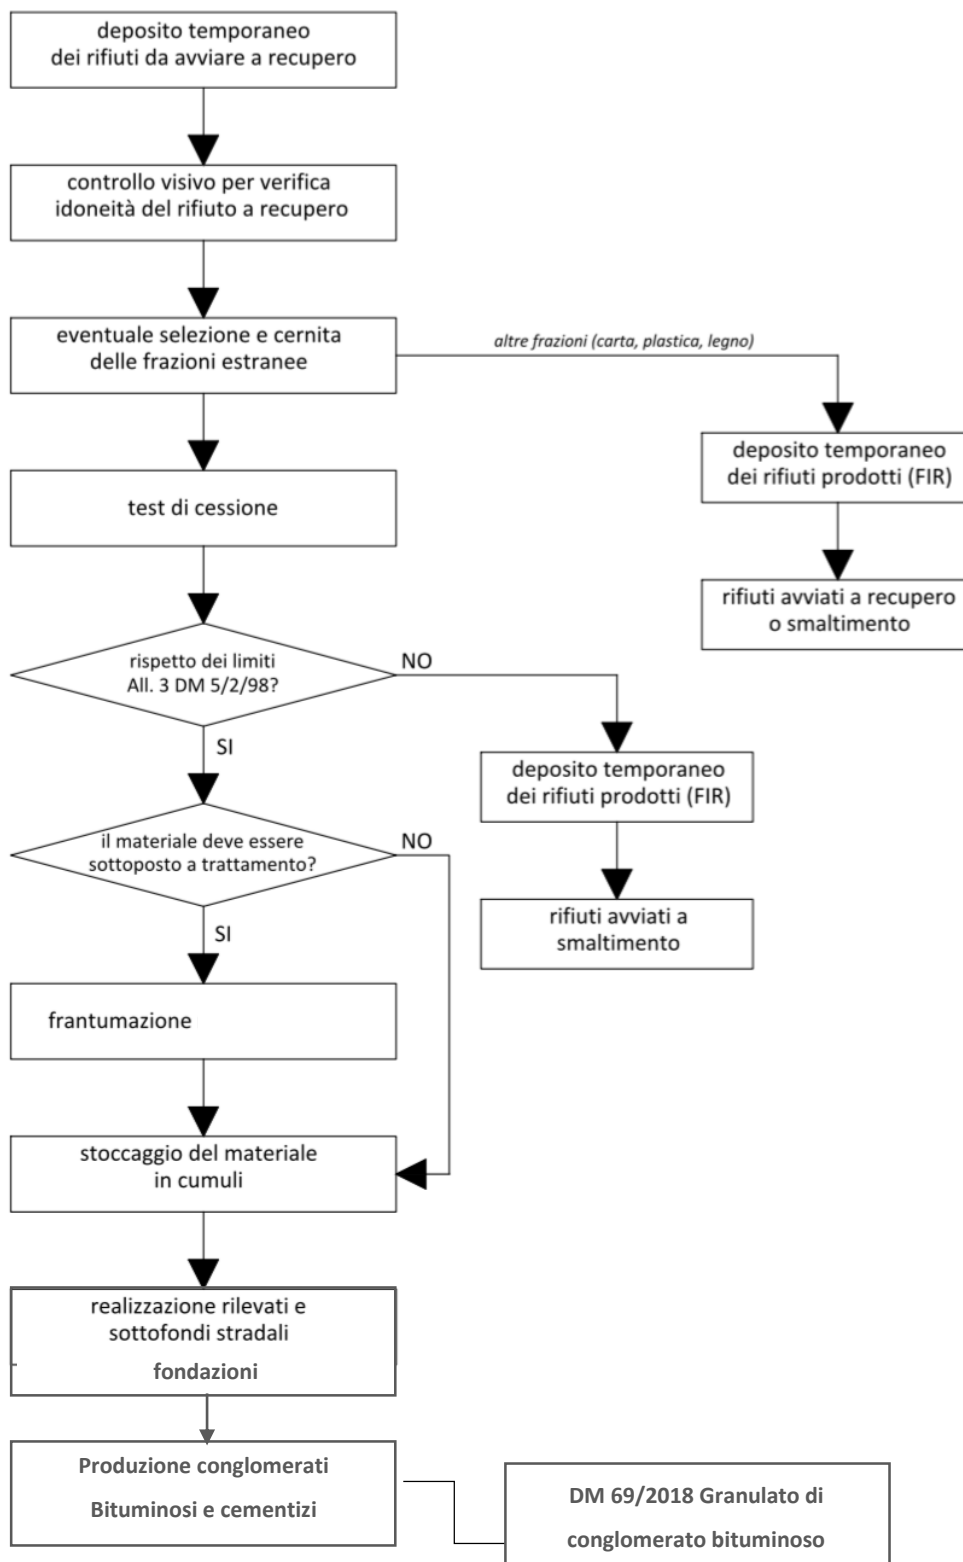 deposito temporaneo
dei rifiuti da avviare a recupero
controllo visivo per verifica
idoneità del rifiuto a recupero
eventuale selezione e cernita
delle frazioni estranee
altre frazioni (carta, plastica, legno)
deposito temporaneo
dei rifiuti prodotti (FIR)
rifiuti avviati a recupero
o smaltimento
test di cessione
rispetto dei limiti
All. 3 DM 5/2/98?
NO
SI
deposito temporaneo
dei rifiuti prodotti (FIR)
rifiuti avviati a
smaltimento
il materiale deve essere
sottoposto a trattamento?
NO
SI
frantumazione
stoccaggio del materiale
in cumuli
realizzazione rilevati e
sottofondi stradali
fondazioni
Produzione conglomerati
Bituminosi e cementizi
DM 69/2018 Granulato di
conglomerato bituminoso